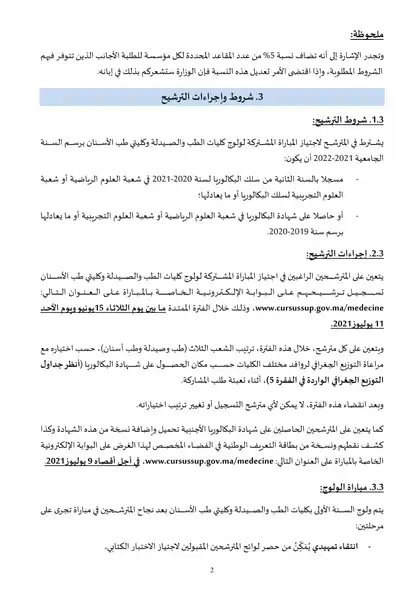 ملحوظة:
وتجدر الإشارة إلى أنه تضاف نسبة 5% من عدد المقاعد المحددة لكل مؤسسة للطلبة الأجانب الذين تتوفر فيهم
الشروط المطلوبة، وإذا اقتضى الأمر تعديل هذه النسبة فإن الوزارة ستشعركم بذلك في إبانه.
3. شروط وإجراءات الترشيح
1.3. شروط الترشيح:
يشترط في المترشح لاجتياز المباراة المشتركة لولوج كليات الطب والصيدلة وكليتي طب الأسنان برسم السنة
الجامعية 2021-2022 أن يكون:
- مسجلا بالسنة الثانية من سلك البكالوريا لسنة 2020-2021 في شعبة العلوم الرياضية أو شعبة
العلوم التجريبية لسلك البكالوريا أو ما يعادلها؛
- أو حاصلا على شهادة البكالوريا في شعبة العلوم الرياضية أو شعبة العلوم التجريبية أو ما يعادلها
برسم سنة 2019-2020.
2.3. إجراءات الترشيح:
يتعين على المترشحين الراغبين في اجتياز المباراة المشتركة لولوج كليات الطب والصيدلة وكليتي طب الأسنان
تسجيل ترشيحهم على البوابة الإلكترونية الخاصة بالمباراة على العنوان التالي:
www.cursussup.gov.ma/medecine، وذلك خلال الفترة الممتدة ما بين يوم الثلاثاء 15 يونيو ويوم الأحد
11 يوليوز 2021.
ويتعين على كل مترشح، خلال هذه الفترة، ترتيب الشعب الثلاث (طب وصيدلة وطب أسنان)، حسب اختياره مع
مراعاة التوزيع الجغرافي لروافد مختلف الكليات حسب مكان الحصول على شهادة البكالوريا (أنظر جداول
التوزيع الجغرافي الواردة في الفقرة 5)، أثناء تعبئة طلب المشاركة.
وبعد انقضاء هذه الفترة، لا يمكن لأي مترشح التسجيل أو تغيير ترتيب اختياراته.
كما يتعين على المترشحين الحاصلين على شهادة البكالوريا الأجنبية تحميل وإضافة نسخة من هذه الشهادة وكذا
كشف نقطهم ونسخة من بطاقة التعريف الوطنية في الفضاء المخصص لهذا الغرض على البوابة الإلكترونية
الخاصة بالمباراة على العنوان التالي: www.cursussup.gov.ma/medecine، في أجل أقصاه 9 يوليوز 2021.
3.3. مباراة الولوج:
يتم ولوج السنة الأولى بكليات الطب والصيدلة وكليتي طب الأسنان بعد نجاح المترشحين في مباراة تجرى على
مرحلتين:
- انتقاء تمهيدي يُمَكِّنُ من حصر لوائح المترشحين المقبولين لاجتياز الاختبار الكتابي.
2